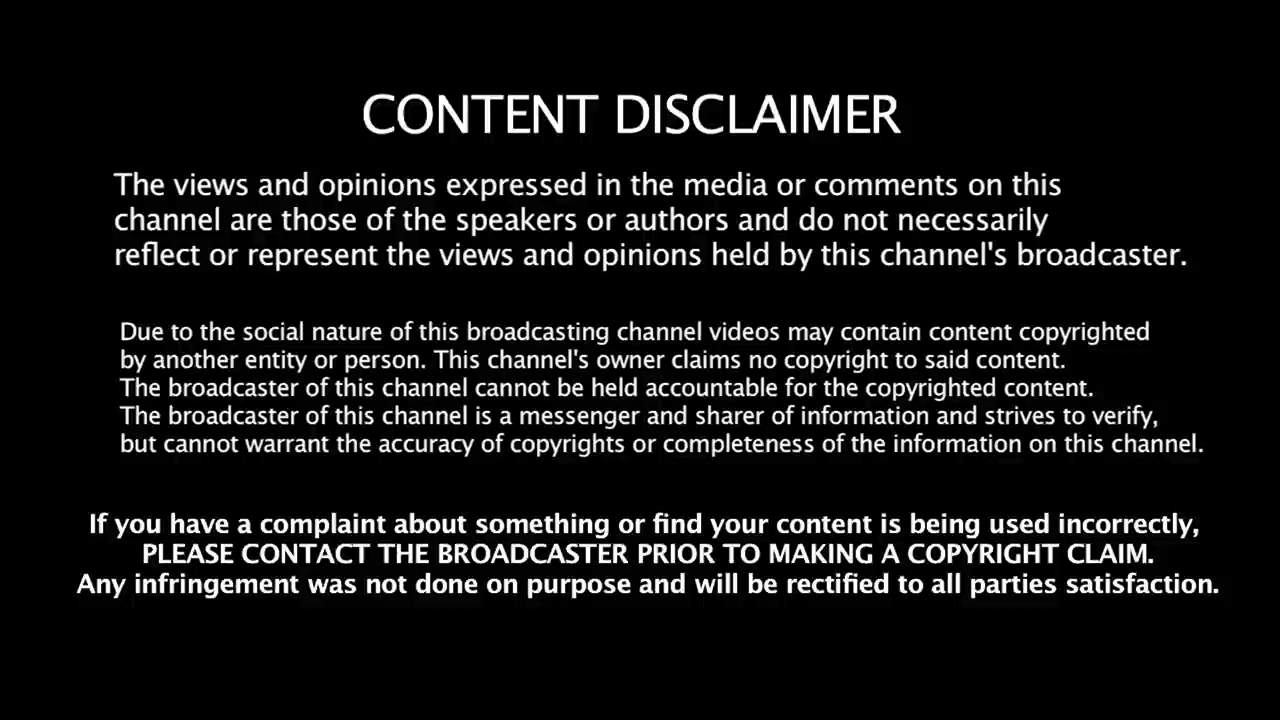 CONTENT DISCLAIMER
The views and opinions expressed in the media or comments on this
channel are those of the speakers or authors and do not necessarily
reflect or represent the views and opinions held by this channel's broadcaster.
Due to the social nature of this broadcasting channel videos may contain content copyrighted
by another entity or person. This channel's owner claims no copyright to said content.
The broadcaster of this channel cannot be held accountable for the copyrighted content.
The broadcaster of this channel is a messenger and sharer of information and strives to verify,
but cannot warrant the accuracy of copyrights or completeness of the information on this channel.
If you have a complaint about something or find your content is being used incorrectly,
PLEASE CONTACT THE BROADCASTER PRIOR TO MAKING A COPYRIGHT CLAIM.
Any infringement was not done on purpose and will be rectified to all parties satisfaction.